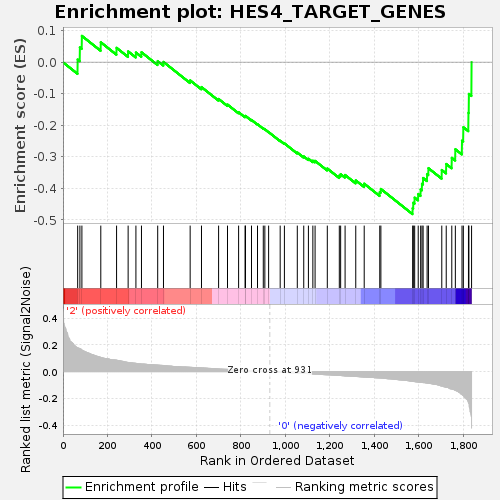 Enrichment plot: HES4_TARGET_GENES
Enrichment score (ES)
0.1
0.0
-0.1
-0.2
-0.3
-0.4
-0.5
'2' (positively correlated)
Ranked list metric (Signal2Noise)
0.4
0.2
0.0
-0.2
-0.4
Zero cross at 931
'0' (negatively correlated)
0
200
400
600
800
1,000
1,200
1,400
1,600
1,800
Rank in Ordered Dataset
Enrichment profile
Hits
Ranking metric scores